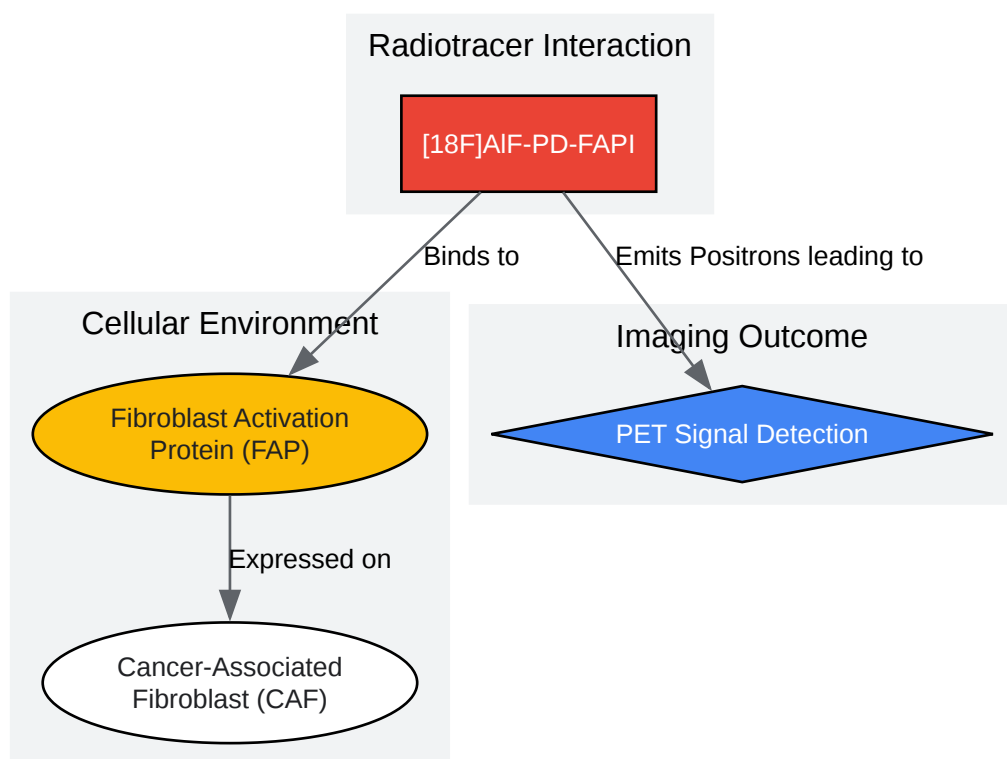 Radiotracer Interaction
[18F]AlF-PD-FAPI
Binds to
Emits Positrons leading to
Cellular Environment
Imaging Outcome
Fibroblast Activation
Protein (FAP)
PET Signal Detection
Expressed on
Cancer-Associated
Fibroblast (CAF)